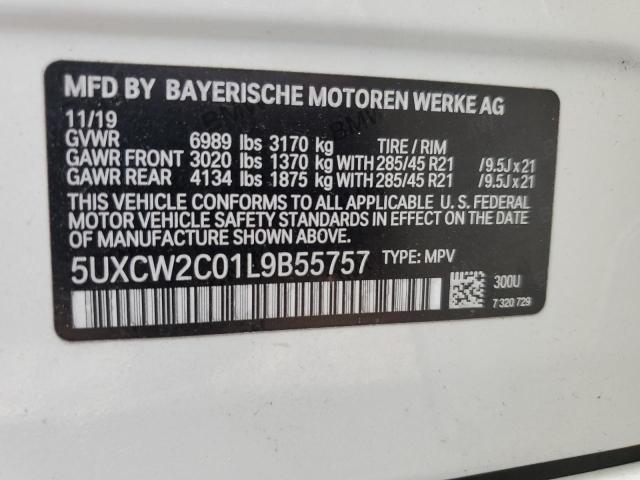 MFD BY BAYERISCHE MOTOREN WERKE AG
11/19
GVWR 6989 lbs 3170 kg TIRE / RIM
GAWR FRONT 3020 lbs 1370 kg WITH 285/45 R21 /9.5J x 21
GAWR REAR 4134 lbs 1875 kg WITH 285/45 R21 /9.5J x 21
THIS VEHICLE CONFORMS TO ALL APPLICABLE U. S. FEDERAL
MOTOR VEHICLE SAFETY STANDARDS IN EFFECT ON THE
DATE OF MANUFACTURE SHOWN ABOVE.
5UXCW2C01L9B55757 TYPE: MPV
300U
7 320 729